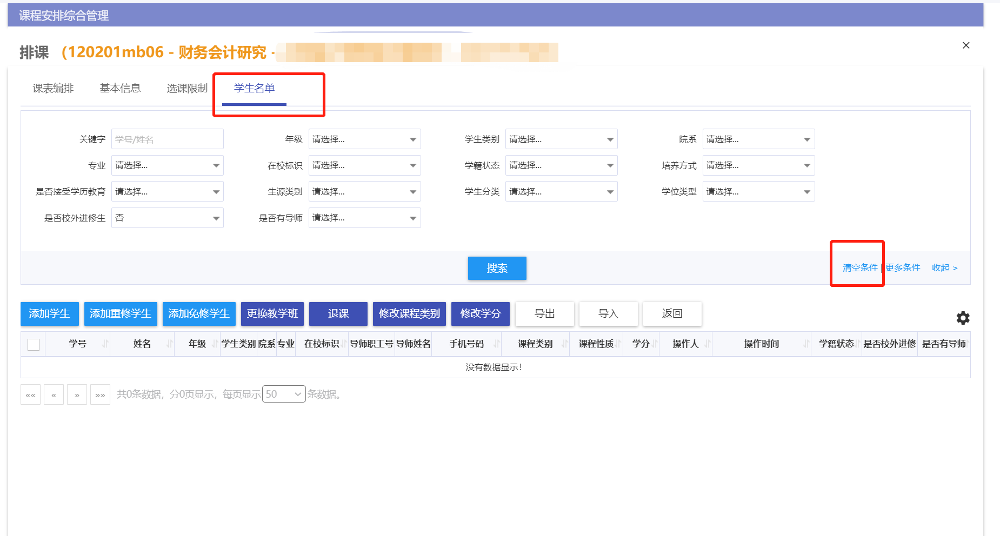 课程安排综合管理
排课 （120201mb06 - 财务会计研究 -
课表编排 基本信息 选课限制 学生名单
关键字 学号/姓名 年级 请选择... 学生类别 请选择... 院系 请选择...
专业 请选择... 在校标识 请选择... 学籍状态 请选择... 培养方式 请选择...
是否接受学历教育 请选择... 生源类别 请选择... 学生分类 请选择... 学位类型 请选择...
是否校外进修生 否 是否有导师 请选择...
搜索 清空条件 | 更多条件 收起 >
添加学生 添加重修学生 添加免修学生 更换教学班 退课 修改课程类别 修改学分 导出 导入 返回
学号 姓名 年级 学生类别 院系 专业 在校标识 导师职工号 导师姓名 手机号码 课程类别 课程性质 学分 操作人 操作时间 学籍状态 是否校外进修 是否有导师
没有数据显示！
«« « » »» 共0条数据，分0页显示，每页显示 50 条数据。